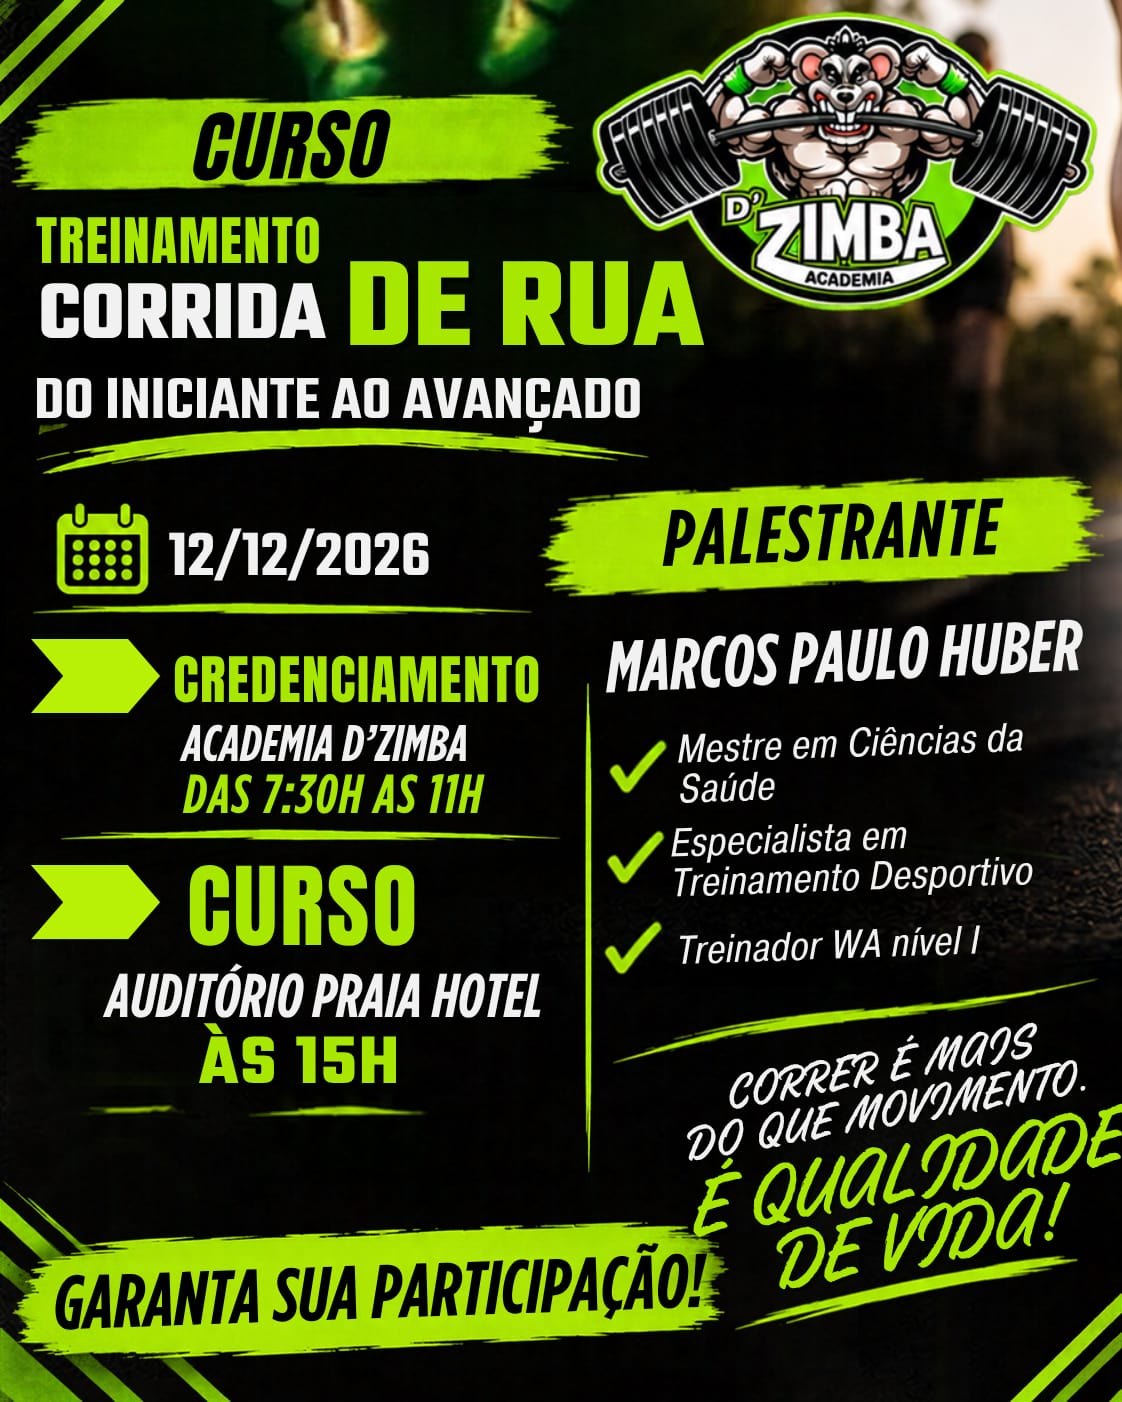 CURSO
D'ZIMBA
ACADEMIA
TREINAMENTO
CORRIDA DE RUA
DO INICIANTE AO AVANÇADO
12/12/2026
CREDENCIAMENTO
ACADEMIA D'ZIMBA
DAS 7:30H AS 11H
CURSO
AUDITÓRIO PRAIA HOTEL
ÀS 15H
PALESTRANTE
MARCOS PAULO HUBER
Mestre em Ciências da
Saúde
Especialista em
Treinamento Desportivo
Treinador WA nível I
CORRER É MAIS
DO QUE MOVIMENTO.
É QUALIDADE
DE VIDA!
GARANTA SUA PARTICIPAÇÃO!